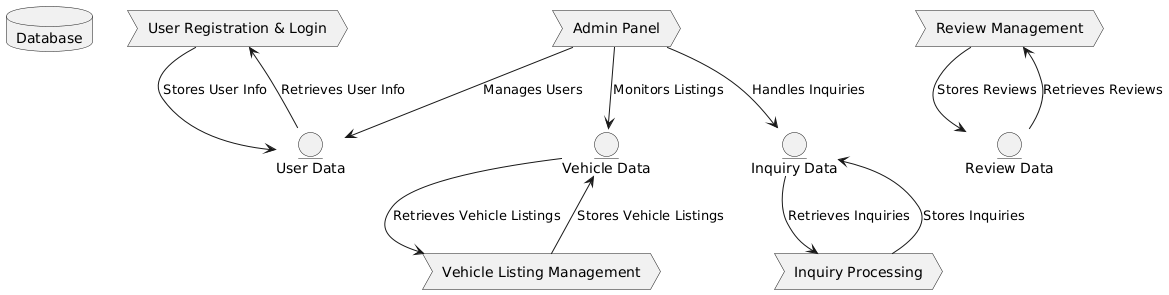 Database
User Registration & Login
Admin Panel
Review Management
Stores User Info
Retrieves User Info
Manages Users
Monitors Listings
Handles Inquiries
Stores Reviews
Retrieves Reviews
User Data
Vehicle Data
Inquiry Data
Review Data
Retrieves Vehicle Listings
Stores Vehicle Listings
Retrieves Inquiries
Stores Inquiries
Vehicle Listing Management
Inquiry Processing